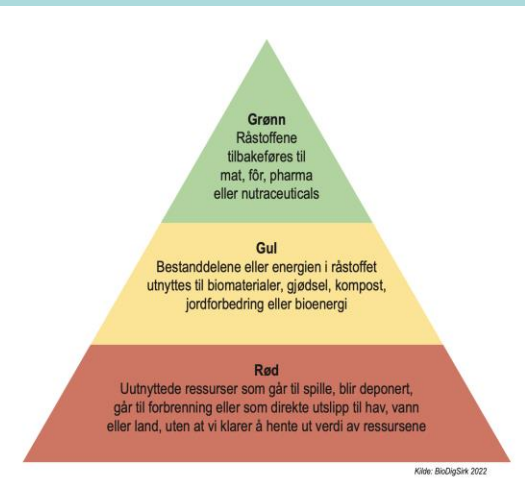 Grønn
Råstoffene
tilbakeføres til
mat, fôr, pharma
eller nutraceuticals
Gul
Bestanddelene eller energien i råstoffet
utnyttes til biomaterialer, gjødsel, kompost,
jordforbedring eller bioenergi
Rød
Uutnyttede ressurser som går til spille, blir deponert,
går til forbrenning eller som direkte utslipp til hav, vann
eller land, uten at vi klarer å hente ut verdi av ressursene
Kilde: BioDigSirk 2022